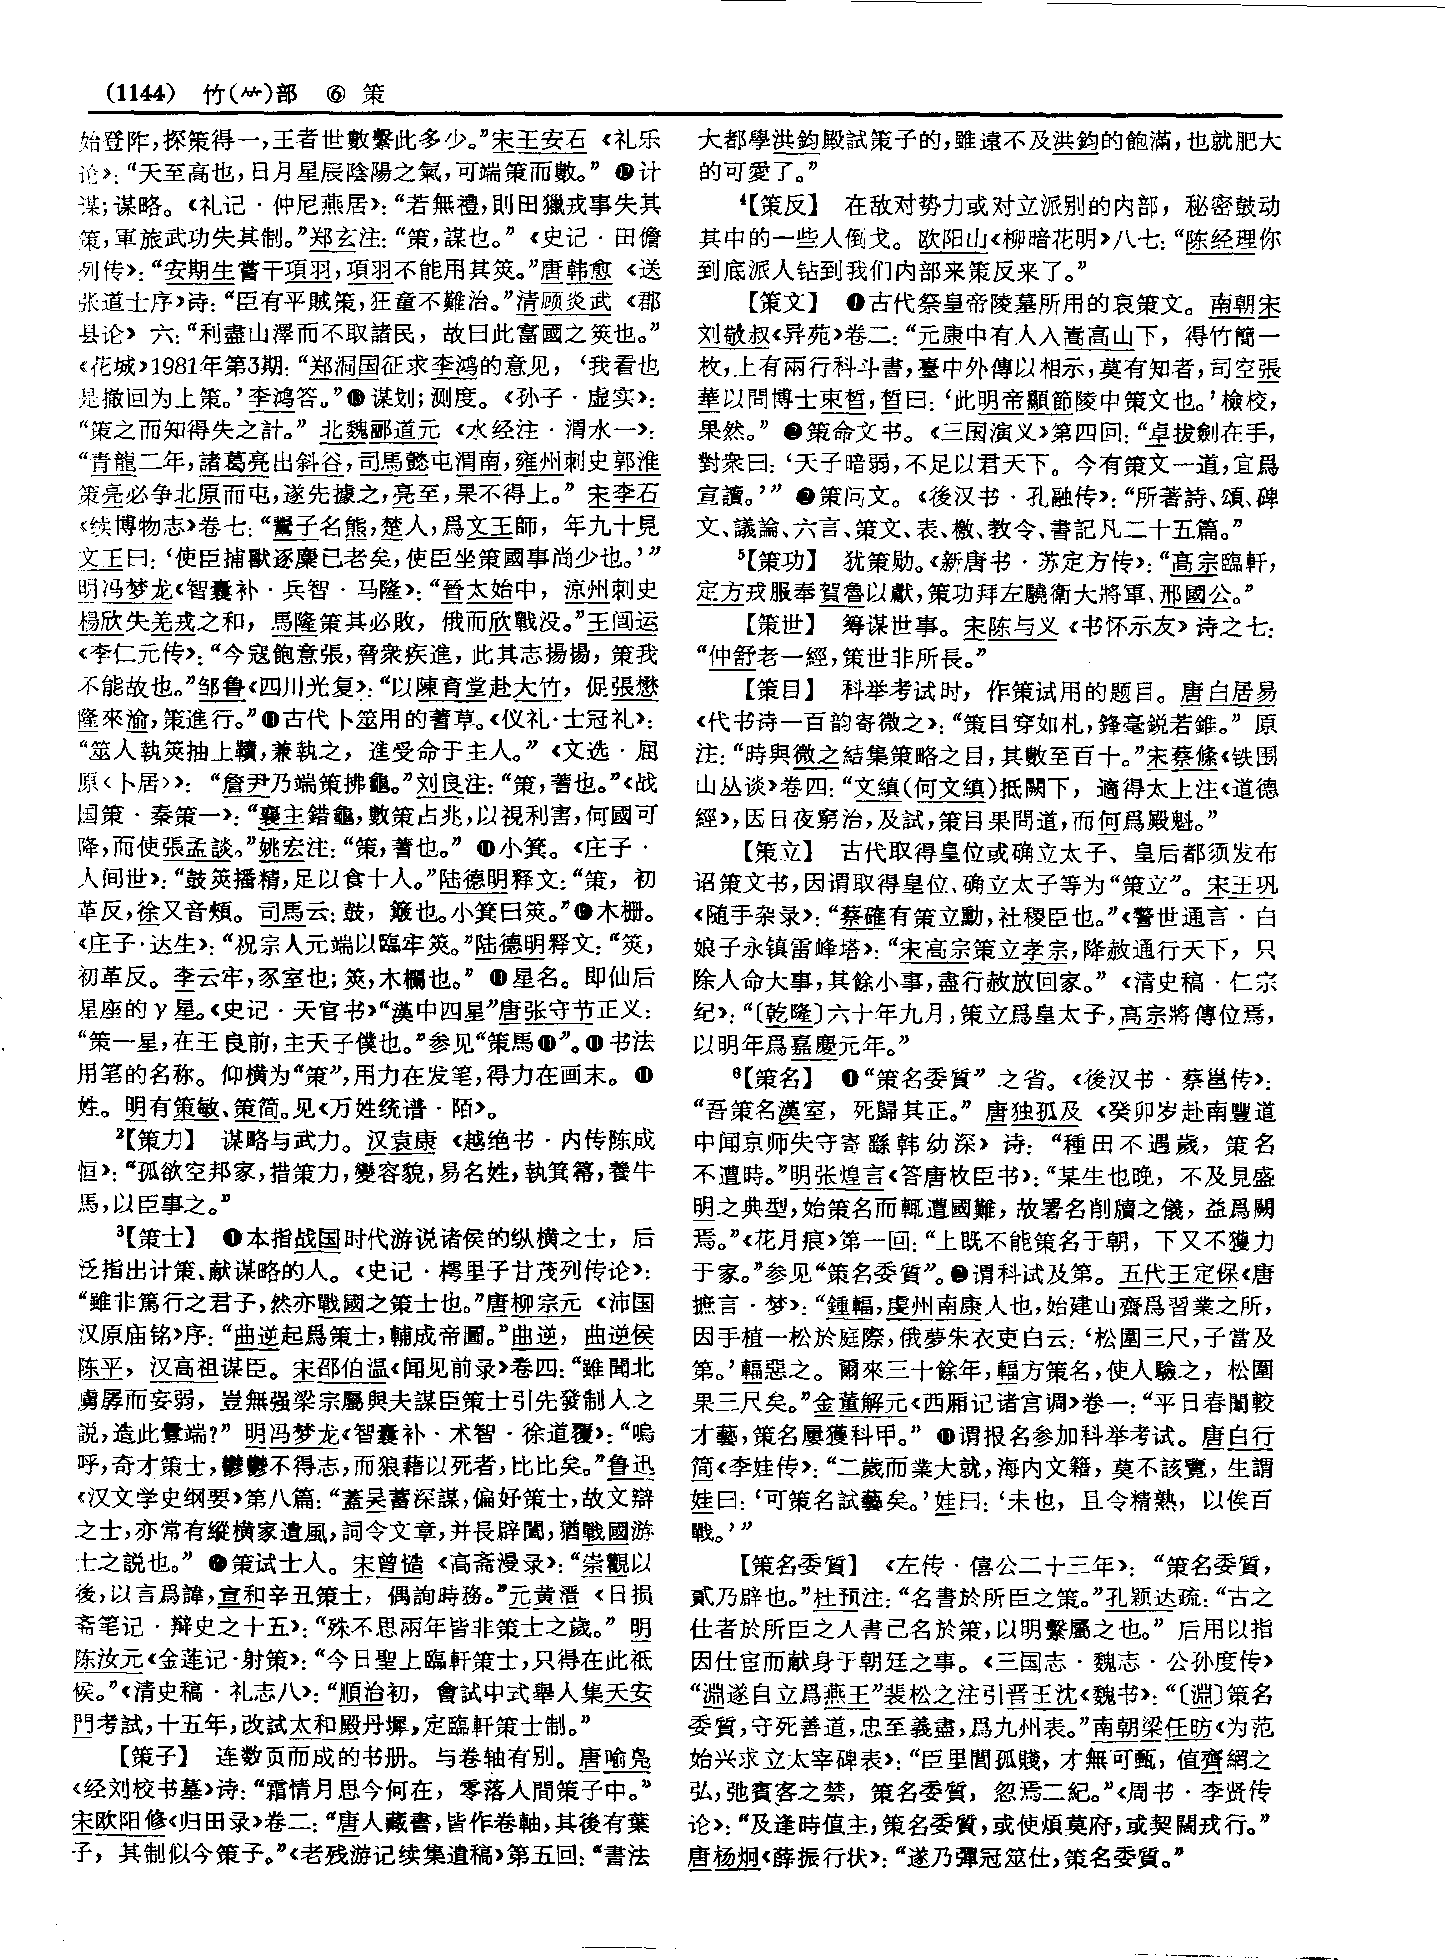 (1144) 竹(⺮)部 ⑥ 策
始登阼,探策得一,王者世數繫此多少。”宋王安石《礼乐
论》:“天至高也,日月星辰陰陽之氣,可端策而數。” ⓬计
谋;谋略。《礼记·仲尼燕居》:“若無禮,則田獵戎事失其
策,軍旅武功失其制。”郑玄注:“策,謀也。”《史记·田儋
列传》:“安期生嘗干項羽,項羽不能用其筴。”唐韩愈《送
张道士序》诗:“臣有平賊策,狂童不難治。”清顾炎武《郡
县论》六:“利盡山澤而不取諸民,故曰此富國之筴也。”
《花城》1981年第3期:“郑洞国征求李鸿的意见,‘我看也
是撤回为上策。’李鸿答。”⓭谋划;测度。《孙子·虚实》:
“策之而知得失之計。”北魏郦道元《水经注·渭水一》:
“青龍二年,諸葛亮出斜谷,司馬懿屯渭南,雍州刺史郭淮
策亮必争北原而屯,遂先據之,亮至,果不得上。”宋李石
《续博物志》卷七:“鬻子名熊,楚人,爲文王師,年九十見
文王曰:‘使臣捕獸逐麋已老矣,使臣坐策國事尚少也。’”
明冯梦龙《智囊补·兵智·马隆》:“晉太始中,涼州刺史
楊欣失羌戎之和,馬隆策其必敗,俄而欣戰没。”王闿运
《李仁元传》:“今寇飽意張,脅衆疾進,此其志揚揚,策我
不能故也。”邹鲁《四川光复》:“以陳育堂赴大竹,促張懋
隆來渝,策進行。”⓮古代卜筮用的蓍草。《仪礼·士冠礼》:
“筮人執筴抽上韇,兼執之,進受命于主人。”《文选·屈
原〈卜居〉》:“詹尹乃端策拂龜。”刘良注:“策,蓍也。”《战
国策·秦策一》:“襄主錯龜,數策占兆,以視利害,何國可
降,而使張孟談。”姚宏注:“策,蓍也。” ⓯小箕。《庄子·
人间世》:“鼓筴播精,足以食十人。”陆德明释文:“筴,初
革反,徐又音頰。司馬云:鼓,簸也。小箕曰筴。”⓰木栅。
《庄子·达生》:“祝宗人元端以臨牢筴。”陆德明释文:“筴,
初革反。李云牢,豕室也;筴,木欄也。” ⓱星名。即仙后
星座的γ星。《史记·天官书》“漢中四星”唐张守节正义:
“策一星,在王良前,主天子僕也。”参见“策馬❶”。⓲书法
用笔的名称。仰横为“策”,用力在发笔,得力在画末。 ⓳
姓。明有策敏、策简。见《万姓统谱·陌》。
²【策力】 谋略与武力。汉袁康《越绝书·内传陈成
恒》:“孤欲空邦家,措策力,變容貌,易名姓,執箕帚,養牛
馬,以臣事之。”
³【策士】 ❶本指战国时代游说诸侯的纵横之士,后
泛指出计策、献谋略的人。《史记·樗里子甘茂列传论》:
“雖非篤行之君子,然亦戰國之策士也。”唐柳宗元《沛国
汉原庙铭》序:“曲逆起爲策士,輔成帝圖。”曲逆,曲逆侯
陈平,汉高祖谋臣。宋邵伯温《闻见前录》卷四:“雖聞北
虜孱而妄弱,豈無强梁宗屬與夫謀臣策士引先發制人之
説,造此釁端?”明冯梦龙《智囊补·术智·徐道覆》:“嗚
呼,奇才策士,鬱鬱不得志,而狼藉以死者,比比矣。”鲁迅
《汉文学史纲要》第八篇:“蓋吴蓄深謀,偏好策士,故文辯
之士,亦常有縱横家遺風,詞令文章,并長辟闔,猶戰國游
士之説也。” ❷策试士人。宋曾慥《高斋漫录》:“崇觀以
後,以言爲諱,宣和辛丑策士,偶詢時務。”元黄溍《日损
斋笔记·辩史之十五》:“殊不思兩年皆非策士之歲。”明
陈汝元《金莲记·射策》:“今日聖上臨軒策士,只得在此祗
候。”《清史稿·礼志八》:“順治初,會試中式舉人集天安
門考試,十五年,改試太和殿丹墀,定臨軒策士制。”
【策子】 连数页而成的书册。与卷轴有别。唐喻凫
《经刘校书墓》诗:“霜情月思今何在,零落人間策子中。”
宋欧阳修《归田录》卷二:“唐人藏書,皆作卷軸,其後有葉
子,其制似今策子。”《老残游记续集遗稿》第五回:“書法
大都學洪鈞殿試策子的,雖遠不及洪鈞的飽滿,也就肥大
的可愛了。”
⁴【策反】 在敌对势力或对立派别的内部,秘密鼓动
其中的一些人倒戈。欧阳山《柳暗花明》八七:“陈经理你
到底派人钻到我们内部来策反来了。”
【策文】 ❶古代祭皇帝陵墓所用的哀策文。南朝宋
刘敬叔《异苑》卷二:“元康中有人入嵩高山下,得竹簡一
枚,上有兩行科斗書,臺中外傳以相示,莫有知者,司空張
華以問博士束晳,晳曰:‘此明帝顯節陵中策文也。’檢校,
果然。” ❷策命文书。《三国演义》第四回:“卓拔劍在手,
對衆曰:‘天子暗弱,不足以君天下。今有策文一道,宜爲
宣讀。’” ❸策问文。《後汉书·孔融传》:“所著詩、頌、碑
文、議論、六言、策文、表、檄、教令、書記凡二十五篇。”
⁵【策功】 犹策勋。《新唐书·苏定方传》:“高宗臨軒,
定方戎服奉賀魯以獻,策功拜左驍衛大將軍、邢國公。”
【策世】 筹谋世事。宋陈与义《书怀示友》诗之七:
“仲舒老一經,策世非所長。”
【策目】 科举考试时,作策试用的题目。唐白居易
《代书诗一百韵寄微之》:“策目穿如札,鋒毫鋭若錐。”原
注:“時與微之結集策略之目,其數至百十。”宋蔡絛《铁围
山丛谈》卷四:“文縝(何文縝)抵闕下,適得太上注《道德
經》,因日夜窮治,及試,策目果問道,而何爲殿魁。”
【策立】 古代取得皇位或确立太子、皇后都须发布
诏策文书,因谓取得皇位、确立太子等为“策立”。宋王巩
《随手杂录》:“蔡確有策立勳,社稷臣也。”《警世通言·白
娘子永镇雷峰塔》:“宋高宗策立孝宗,降赦通行天下,只
除人命大事,其餘小事,盡行赦放回家。”《清史稿·仁宗
纪》:“〔乾隆〕六十年九月,策立爲皇太子,高宗將傳位焉,
以明年爲嘉慶元年。”
⁶【策名】 ❶“策名委質”之省。《後汉书·蔡邕传》:
“吾策名漢室,死歸其正。”唐独孤及《癸卯岁赴南豐道
中闻京师失守寄题韩幼深》诗:“種田不遇歲,策名
不遭時。”明张煌言《答唐枚臣书》:“某生也晚,不及見盛
明之典型,始策名而輒遭國難,故署名削牘之儀,益爲闕
焉。”《花月痕》第一回:“上既不能策名于朝,下又不獲力
于家。”参见“策名委質”。❷谓科试及第。五代王定保《唐
摭言·梦》:“鍾輻,虔州南康人也,始建山齋爲習業之所,
因手植一松於庭際,俄夢朱衣吏白云:‘松圍三尺,子當及
第。’輻惡之。爾來三十餘年,輻方策名,使人驗之,松圍
果三尺矣。”金董解元《西厢记诸宫调》卷一:“平日春闈較
才藝,策名屢獲科甲。” ❸谓报名参加科举考试。唐白行
简《李娃传》:“二歲而業大就,海内文籍,莫不該覽,生謂
娃曰:‘可策名試藝矣。’娃曰:‘未也,且令精熟,以俟百
戰。’”
【策名委質】 《左传·僖公二十三年》:“策名委質,
貳乃辟也。”杜预注:“名書於所臣之策。”孔颖达疏:“古之
仕者於所臣之人書己名於策,以明繫屬之也。”后用以指
因仕宦而献身于朝廷之事。《三国志·魏志·公孙度传》
“淵遂自立爲燕王”裴松之注引晋王沈《魏书》:“〔淵〕策名
委質,守死善道,忠至義盡,爲九州表。”南朝梁任昉《为范
始兴求立太宰碑表》:“臣里閭孤賤,才無可甄,值齊網之
弘,弛賓客之禁,策名委質,忽焉二紀。”《周书·李贤传
论》:“及逢時值主,策名委質,或使煩莫府,或契闊戎行。”
唐杨炯《薛振行状》:“遂乃彈冠筮仕,策名委質。”